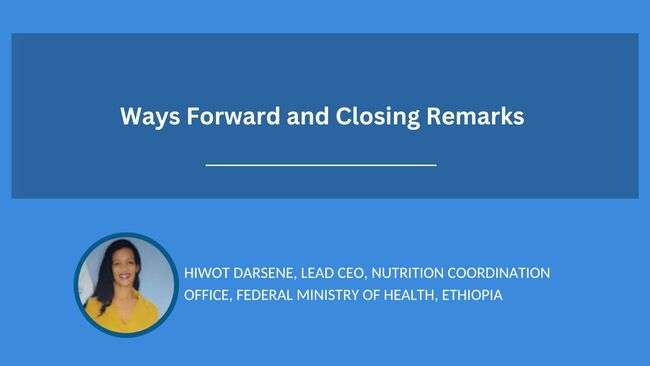 Ways Forward and Closing Remarks
HIWOT DARSENE, LEAD CEO, NUTRITION COORDINATION
OFFICE, FEDERAL MINISTRY OF HEALTH, ETHIOPIA